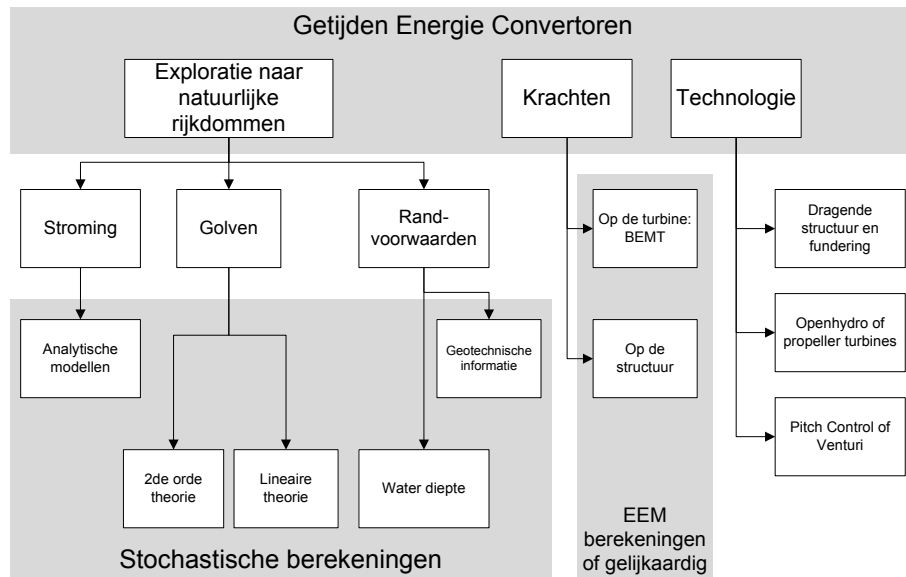 Getijden Energie Convertoren
Exploratie naar
natuurlijke
rijkdommen
Krachten
Technologie
Stroming
Golven
Rand-
voorwaarden
Op de turbine:
BEMT
Dragende
structuur en
fundering
Analytische
modellen
Geotechnische
informatie
Op de
structuur
Openhydro of
propeller turbines
2de orde
theorie
Lineaire
theorie
Water diepte
Pitch Control of
Venturi
Stochastische berekeningen
EEM
berekeningen
of gelijkaardig